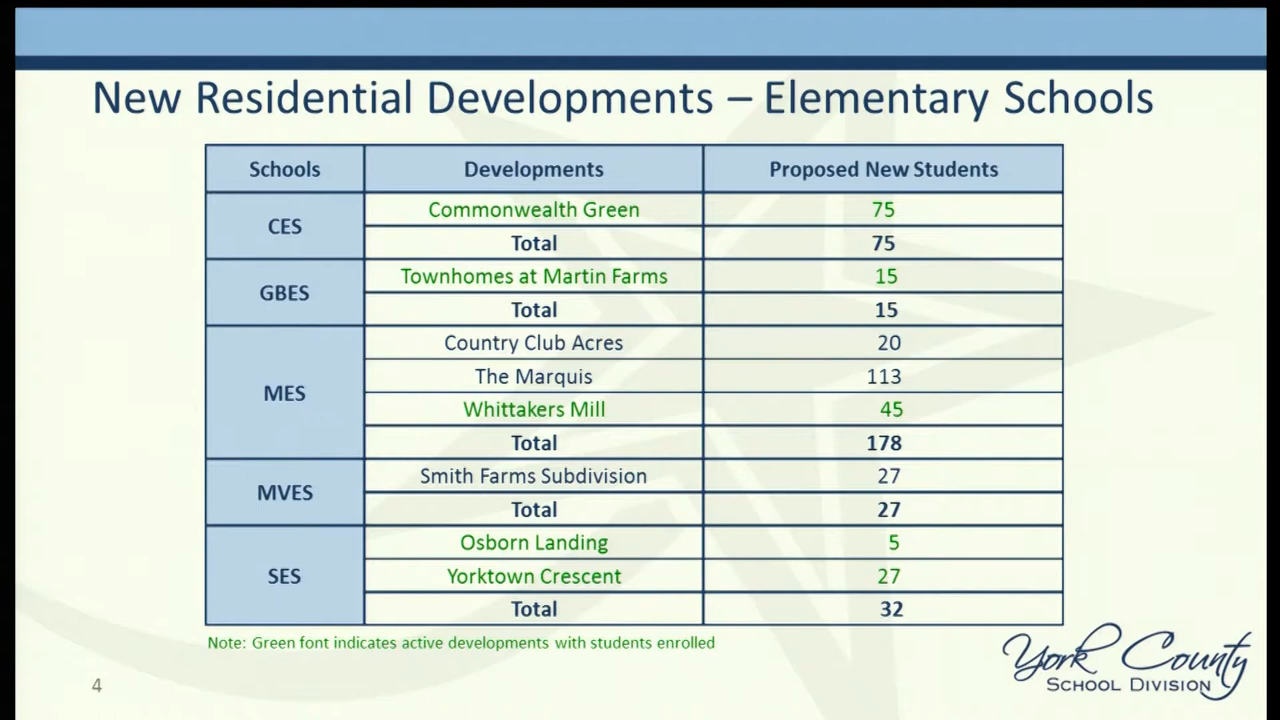 New Residential Developments – Elementary Schools
Schools Developments Proposed New Students
CES
Commonwealth Green 75
Total 75
GBES
Townhomes at Martin Farms 15
Total 15
MES
Country Club Acres 20
The Marquis 113
Whittakers Mill 45
Total 178
MVES
Smith Farms Subdivision 27
Total 27
SES
Osborn Landing 5
Yorktown Crescent 27
Total 32
Note: Green font indicates active developments with students enrolled
4
York County
SCHOOL DIVISION